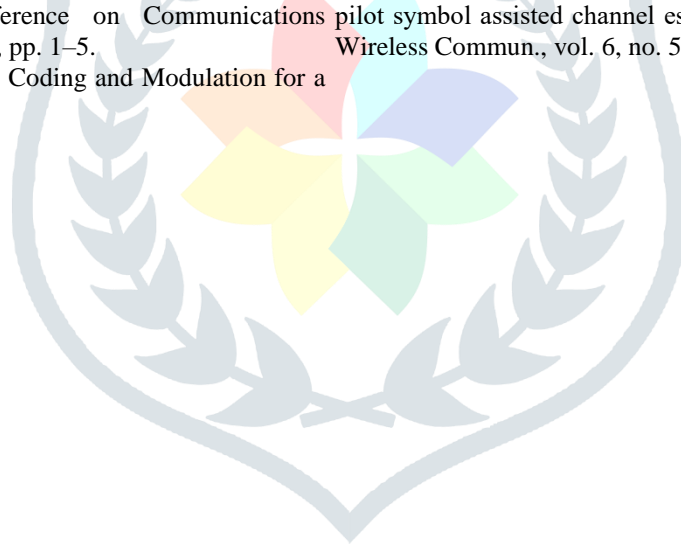 ference on Communications
, pp. 1–5.
Coding and Modulation for a
pilot symbol assisted channel es
Wireless Commun., vol. 6, no. 5